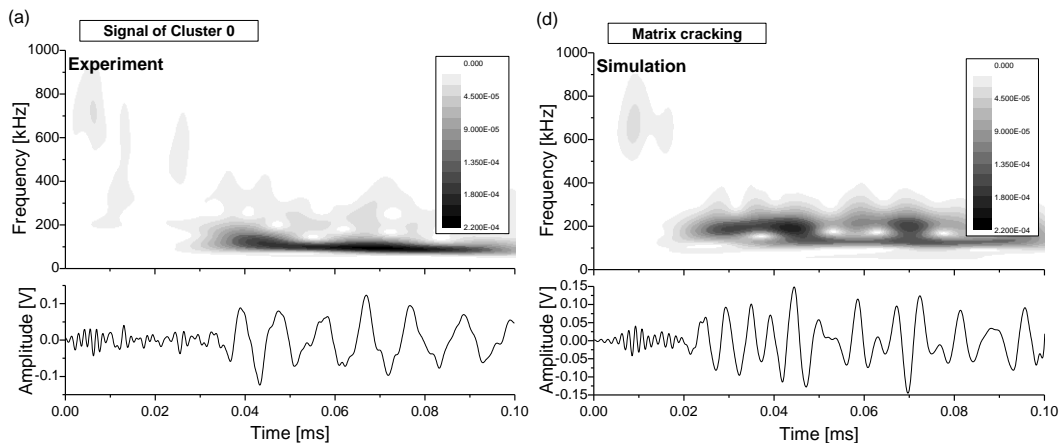 (a)
Signal of Cluster 0
Experiment
Frequency [kHz]
1000
800
600
400
200
0
0.000
4.500E-05
9.000E-05
1.350E-04
1.800E-04
2.200E-04
Amplitude [V]
0.1
0.0
-0.1
0.00
0.02
0.04
0.06
0.08
0.10
Time [ms]
(d)
Matrix cracking
Simulation
Frequency [kHz]
1000
800
600
400
200
0
0.000
4.500E-05
9.000E-05
1.350E-04
1.800E-04
2.200E-04
Amplitude [V]
0.15
0.10
0.05
0.00
-0.05
-0.10
-0.15
0.00
0.02
0.04
0.06
0.08
0.10
Time [ms]